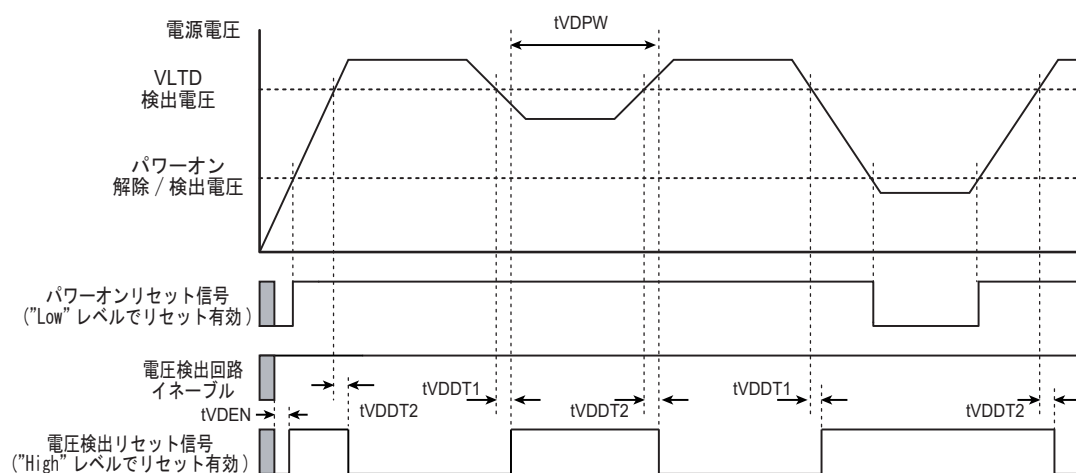 電源電圧
tVDPW
VLTD
検出電圧
パワーオン
解除 / 検出電圧
パワーオンリセット信号
("Low" レベルでリセット有効 )
電圧検出回路
イネーブル
tVDEN
tVDDT2
tVDDT1
tVDDT2
tVDDT1
tVDDT2
電圧検出リセット信号
("High" レベルでリセット有効 )